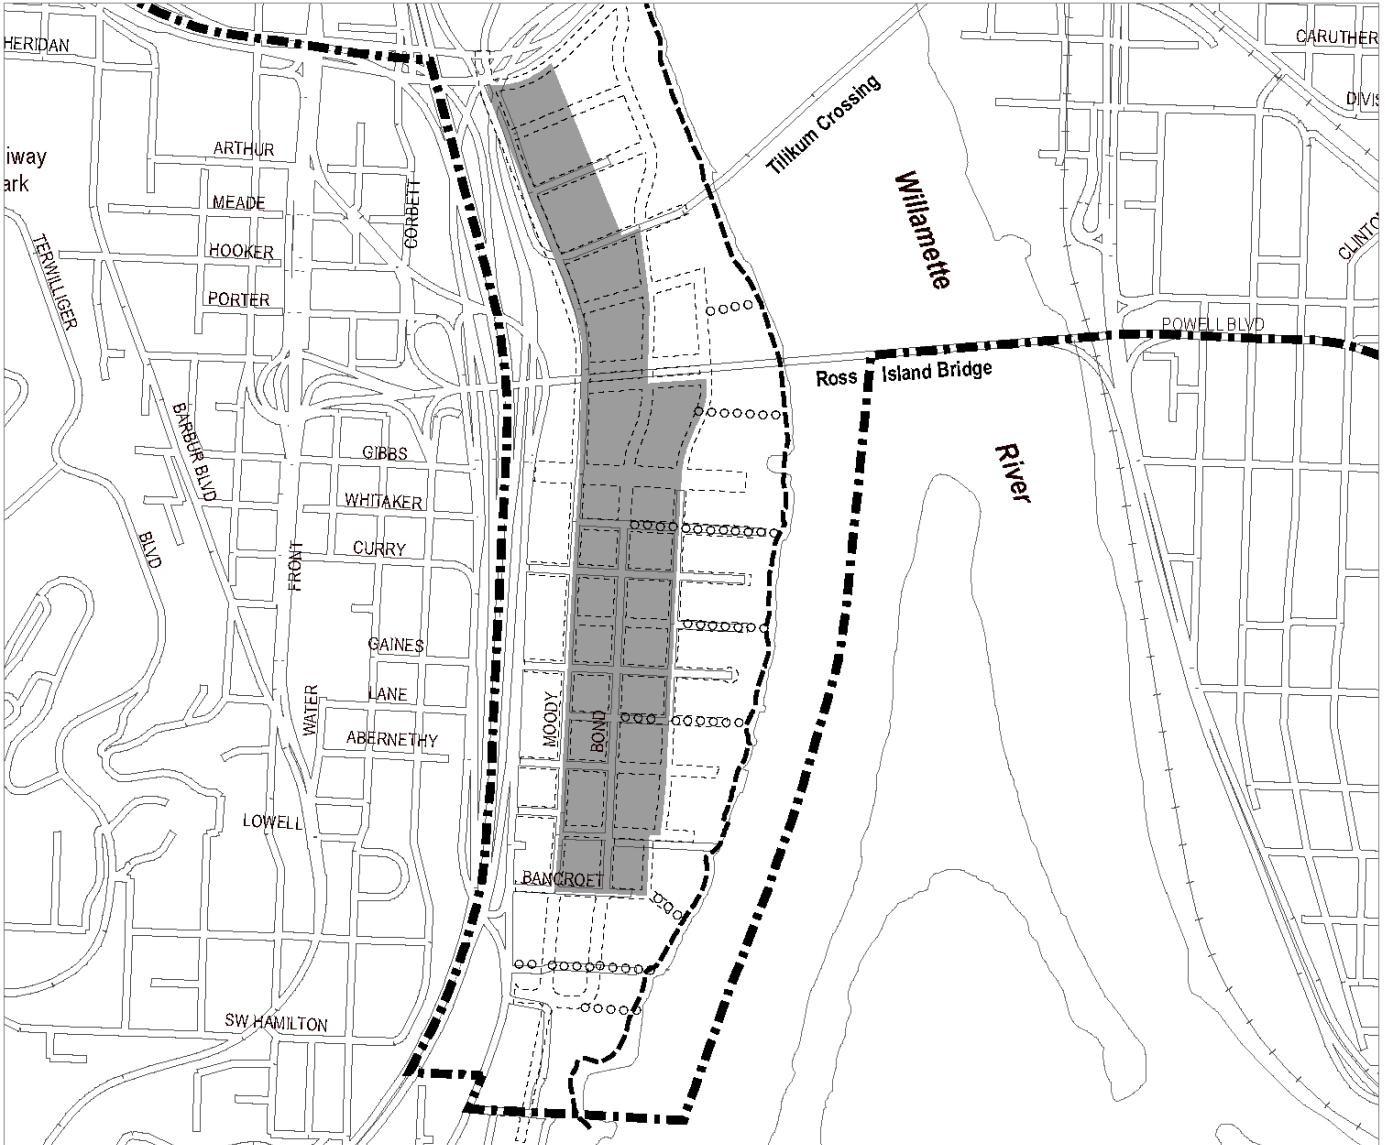 HERIDAN
CARUTHER
DIVIS
Tillikum Crossing
ARTHUR
iway
ark
MEADE
CORBETT
Willamette
HOOKER
TERWILLIGER
CLINTO
PORTER
POWELL BLVD
Ross Island Bridge
BARBUR BLVD
GIBBS
River
WHITAKER
CURRY
BLVD
FRONT
GAINES
LANE
WATER
MOODY
BOND
ABERNETHY
LOWELL
BANCROFT
SW HAMILTON